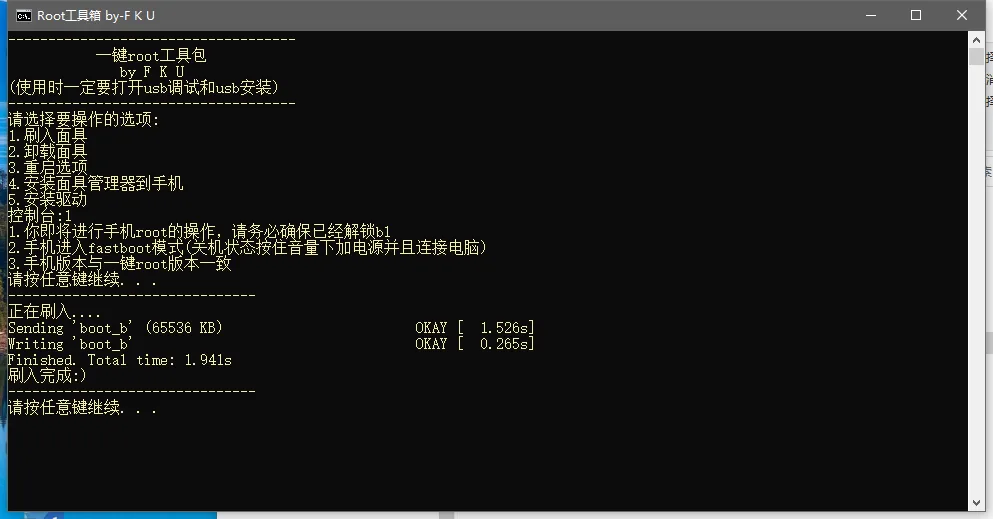 Root工具箱 by-F K U
------------------------------------
一键root工具包
by F K U
(使用时一定要打开usb调试和usb安装)
------------------------------------
请选择要操作的选项:
1.刷入面具
2.卸载面具
3.重启选项
4.安装面具管理器到手机
5.安装驱动
控制台:1
1.你即将进行手机root的操作, 请务必确保已经解锁bl
2.手机进入fastboot模式(关机状态按住音量下加电源并且连接电脑)
3.手机版本与一键root版本一致
请按任意键继续. . .
-------------------------------
正在刷入....
Sending 'boot_b' (65536 KB) OKAY [ 1.526s]
Writing 'boot_b' OKAY [ 0.265s]
Finished. Total time: 1.941s
刷入完成:)
-------------------------------
请按任意键继续. . .